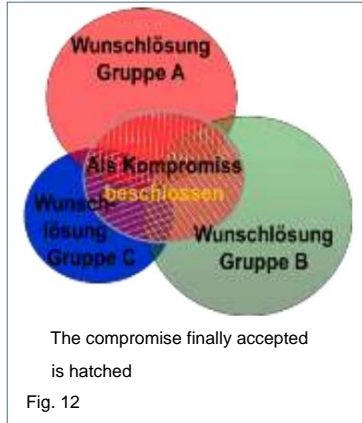 Wunschlösung
Gruppe A
Als Kompromiss
beschlossen
Wunsch-
lösung
Gruppe C
Wunschlösung
Gruppe B
The compromise finally accepted
is hatched
Fig. 12